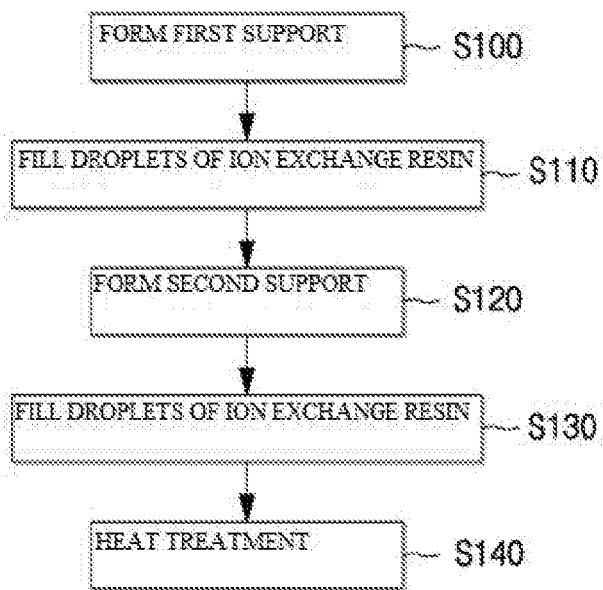 FORM FIRST SUPPORT
S100
FILL DROPLETS OF ION EXCHANGE RESIN
S110
FORM SECOND SUPPORT
S120
FILL DROPLETS OF ION EXCHANGE RESIN
S130
HEAT TREATMENT
S140